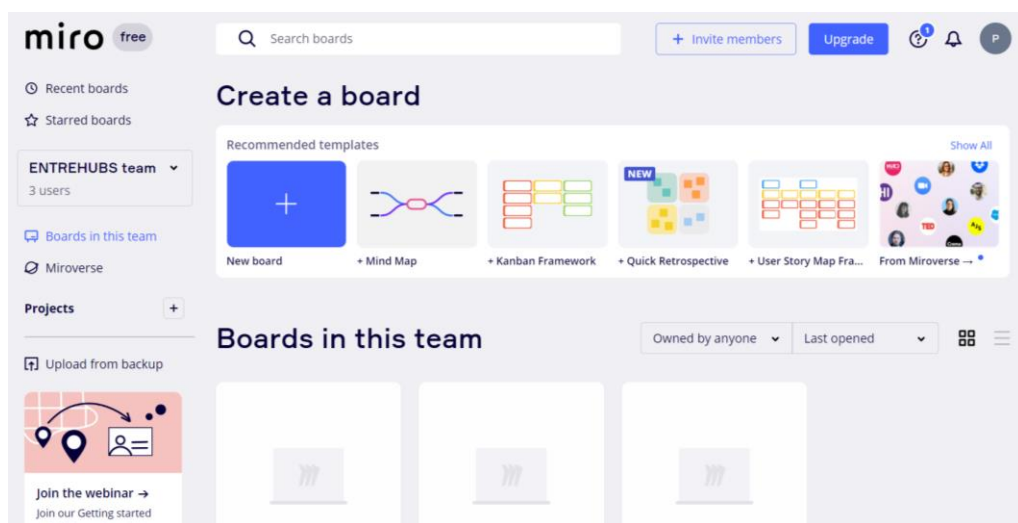 miro free
Search boards
+ Invite members
Upgrade
1
P
Recent boards
Starred boards
ENTREHUBS team
3 users
Boards in this team
Miroverse
Projects +
Upload from backup
Join the webinar →
Join our Getting started
Create a board
Recommended templates
Show All
NEW
TED
New board
+ Mind Map
+ Kanban Framework
+ Quick Retrospective
+ User Story Map Fra...
From Miroverse →
Boards in this team
Owned by anyone
Last opened